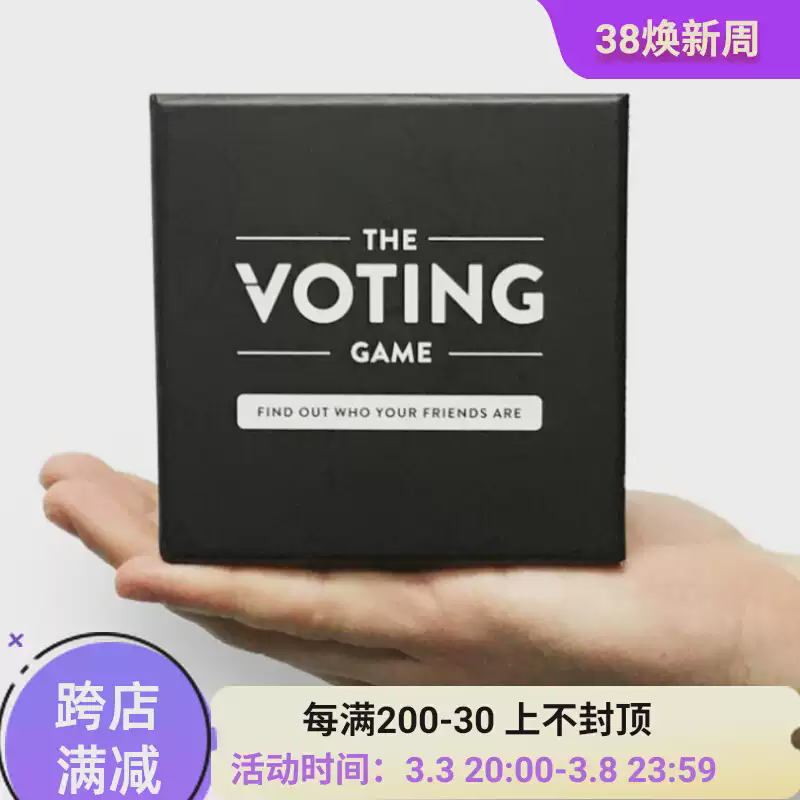 38焕新周
THE
VOTING
GAME
FIND OUT WHO YOUR FRIENDS ARE
跨店
满减
每满200-30 上不封顶
活动时间：3.3 20:00-3.8 23:59